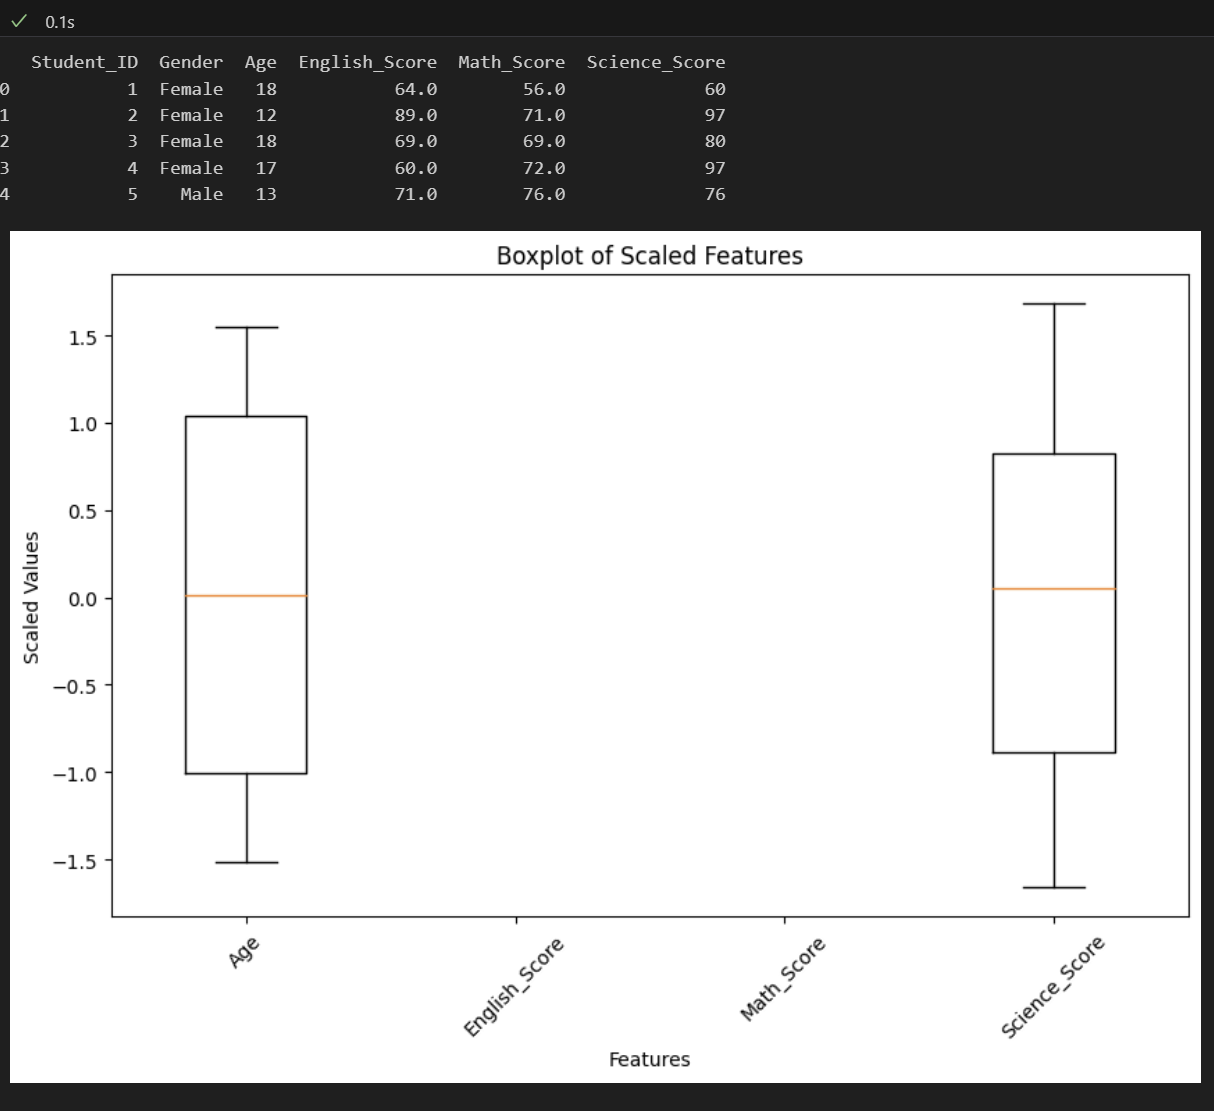 0.1s
Student_ID Gender Age English_Score Math_Score Science_Score
0 1 Female 18 64.0 56.0 60
1 2 Female 12 89.0 71.0 97
2 3 Female 18 69.0 69.0 80
3 4 Female 17 60.0 72.0 97
4 5 Male 13 71.0 76.0 76
Boxplot of Scaled Features
Scaled Values
1.5
1.0
0.5
0.0
−0.5
−1.0
−1.5
Age
English_Score
Math_Score
Science_Score
Features